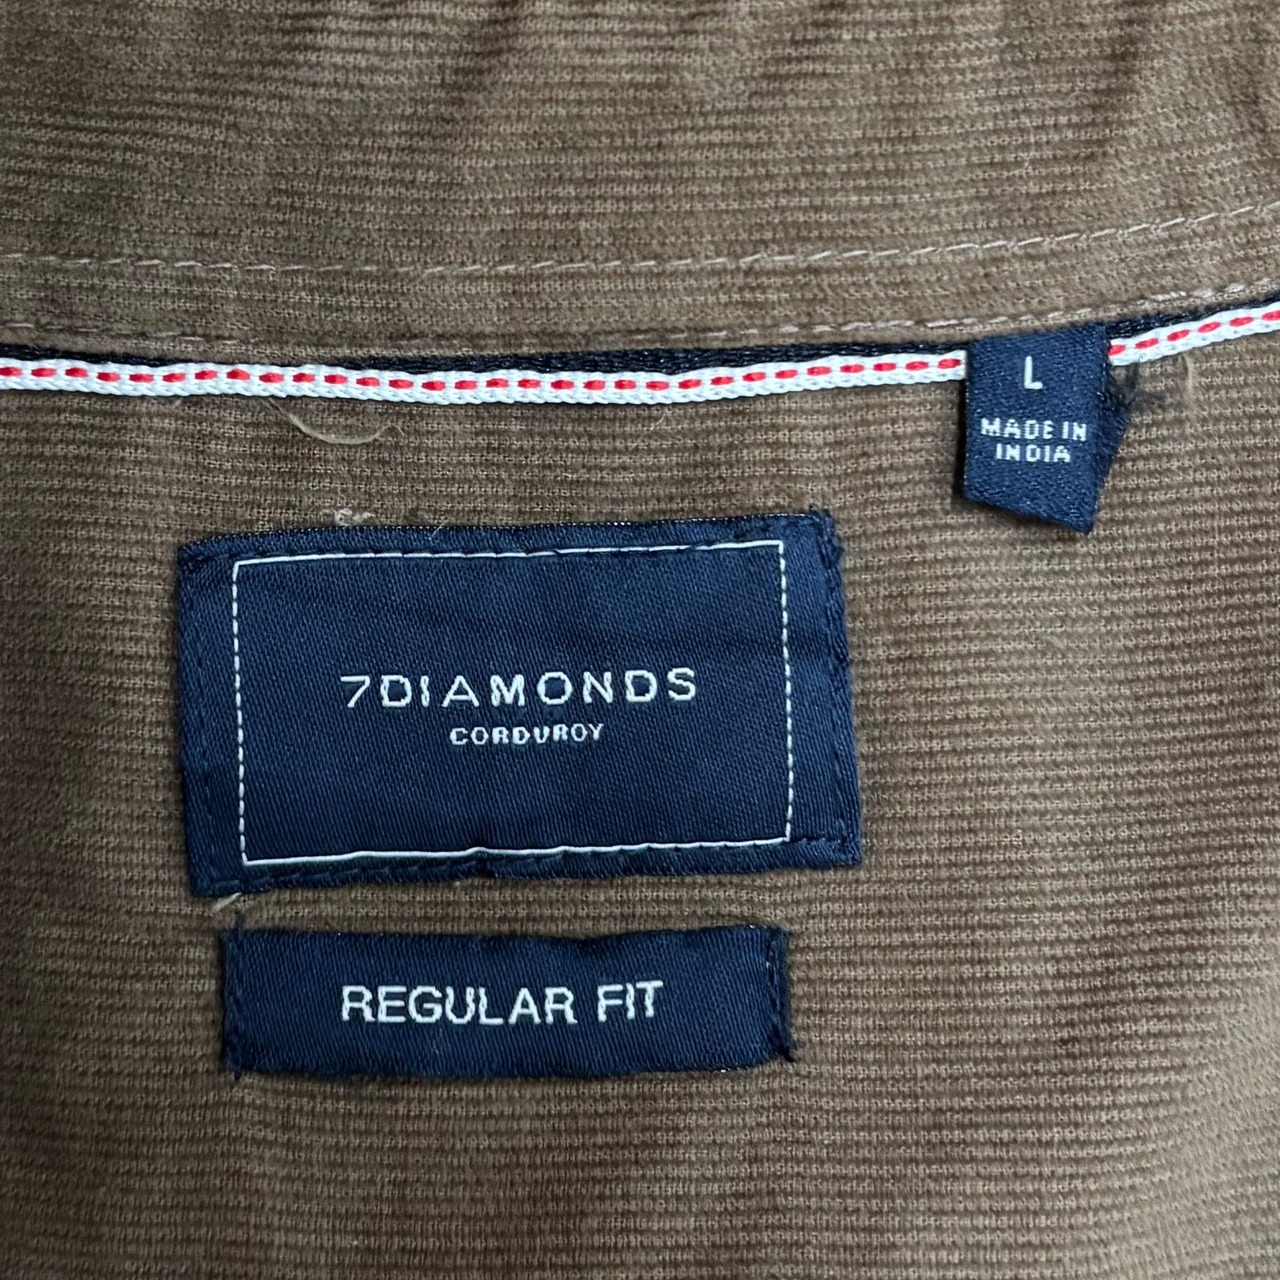 L
MADE IN
INDIA
7DIAMONDS
CORDUROY
REGULAR FIT